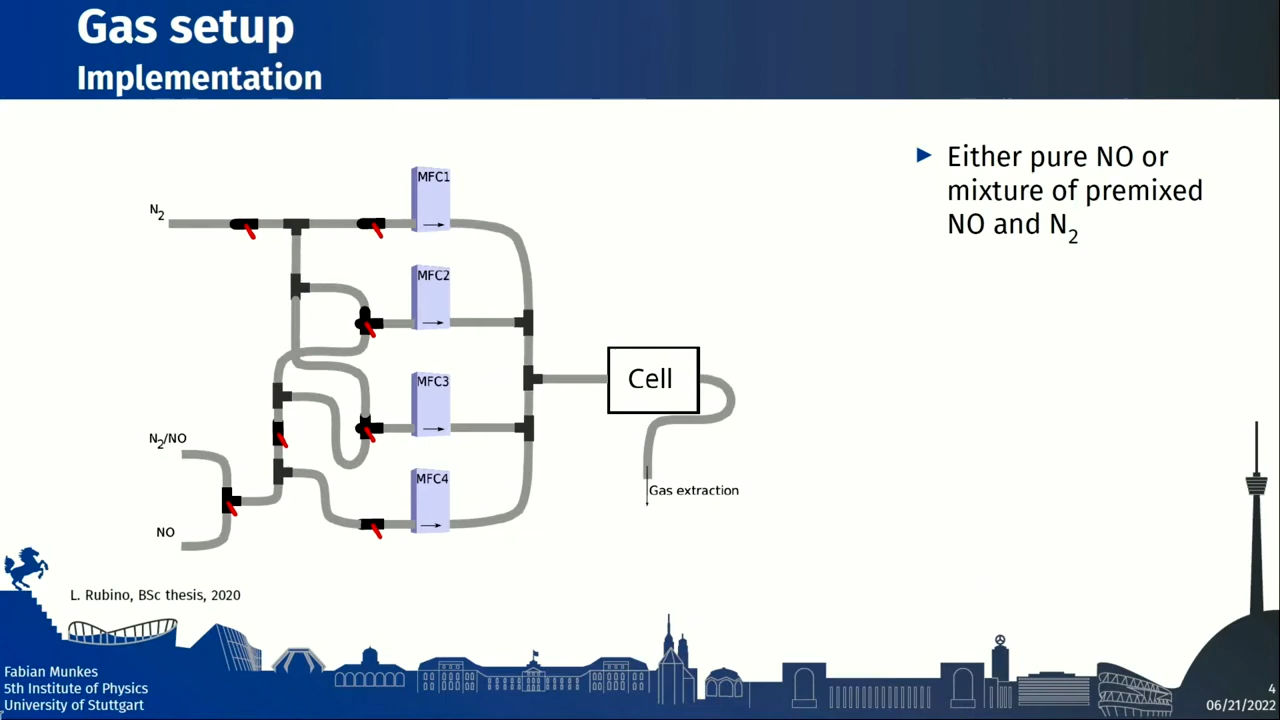 Gas setup
Implementation
Either pure NO or
mixture of premixed
NO and N2
MFC1
N2
MFC2
Cell
MFC3
N2/NO
MFC4
Gas extraction
NO
L. Rubino, BSc thesis, 2020
Fabian Munkes
5th Institute of Physics
University of Stuttgart
4
06/21/2022